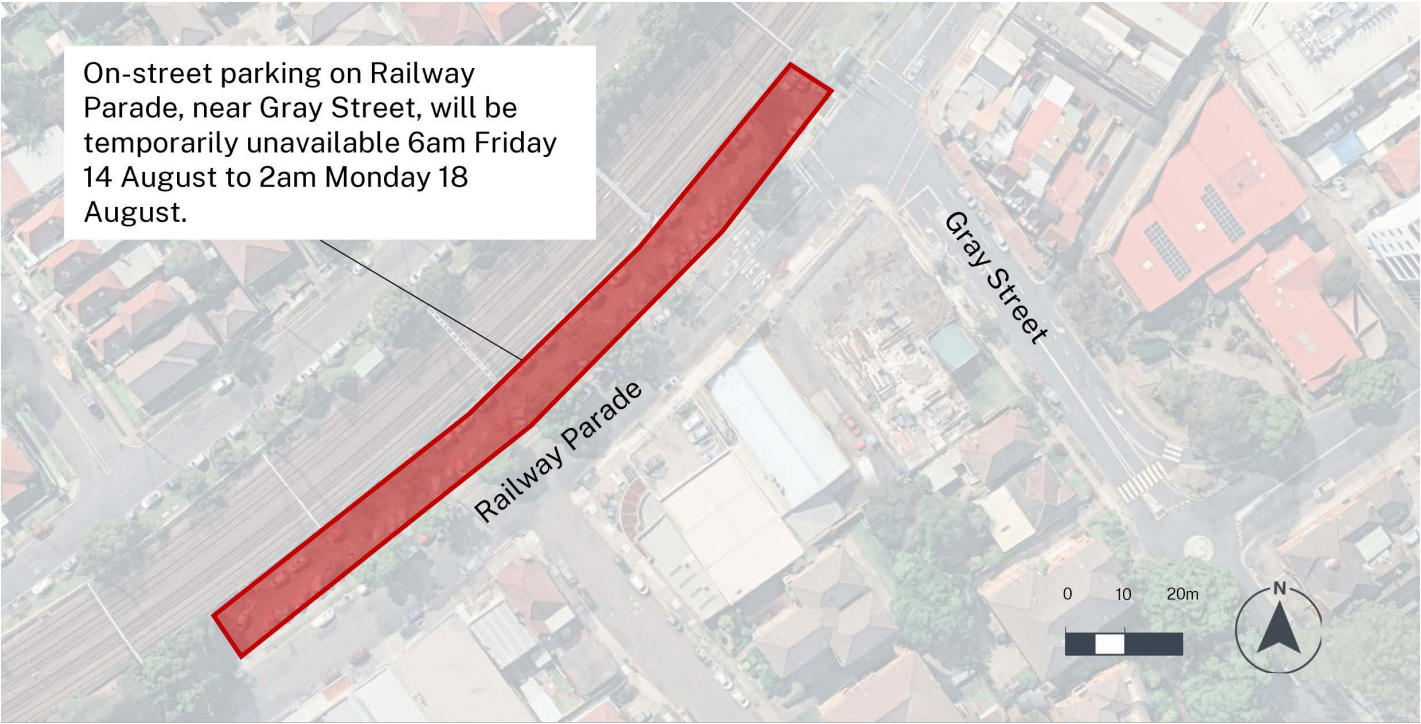 On-street parking on Railway
Parade, near Gray Street, will be
temporarily unavailable 6am Friday
14 August to 2am Monday 18
August.
Gray Street
Railway Parade
0 10 20m
N